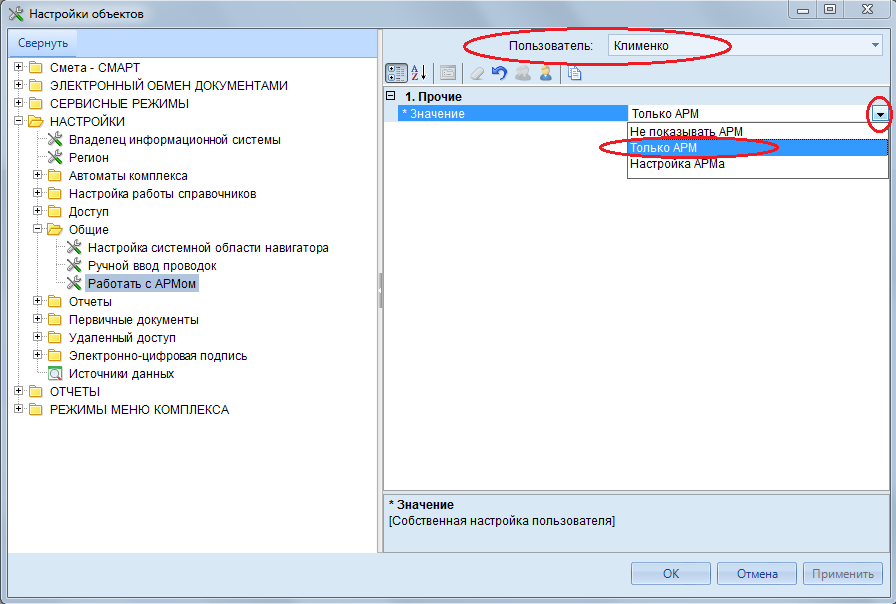 Настройки объектов
Свернуть
Пользователь: Клименко
Смета - СМАРТ
ЭЛЕКТРОННЫЙ ОБМЕН ДОКУМЕНТАМИ
СЕРВИСНЫЕ РЕЖИМЫ
НАСТРОЙКИ
Владелец информационной системы
Регион
Автоматы комплекса
Настройка работы справочников
Доступ
Общие
Настройка системной области навигатора
Ручной ввод проводок
Работать с АРМом
Отчеты
Первичные документы
Удаленный доступ
Электронно-цифровая подпись
Источники данных
ОТЧЕТЫ
РЕЖИМЫ МЕНЮ КОМПЛЕКСА
A
Z
1. Прочие
* Значение Только АРМ
Не показывать АРМ
Только АРМ
Настройка АРМа
* Значение
[Собственная настройка пользователя]
ОК Отмена Применить